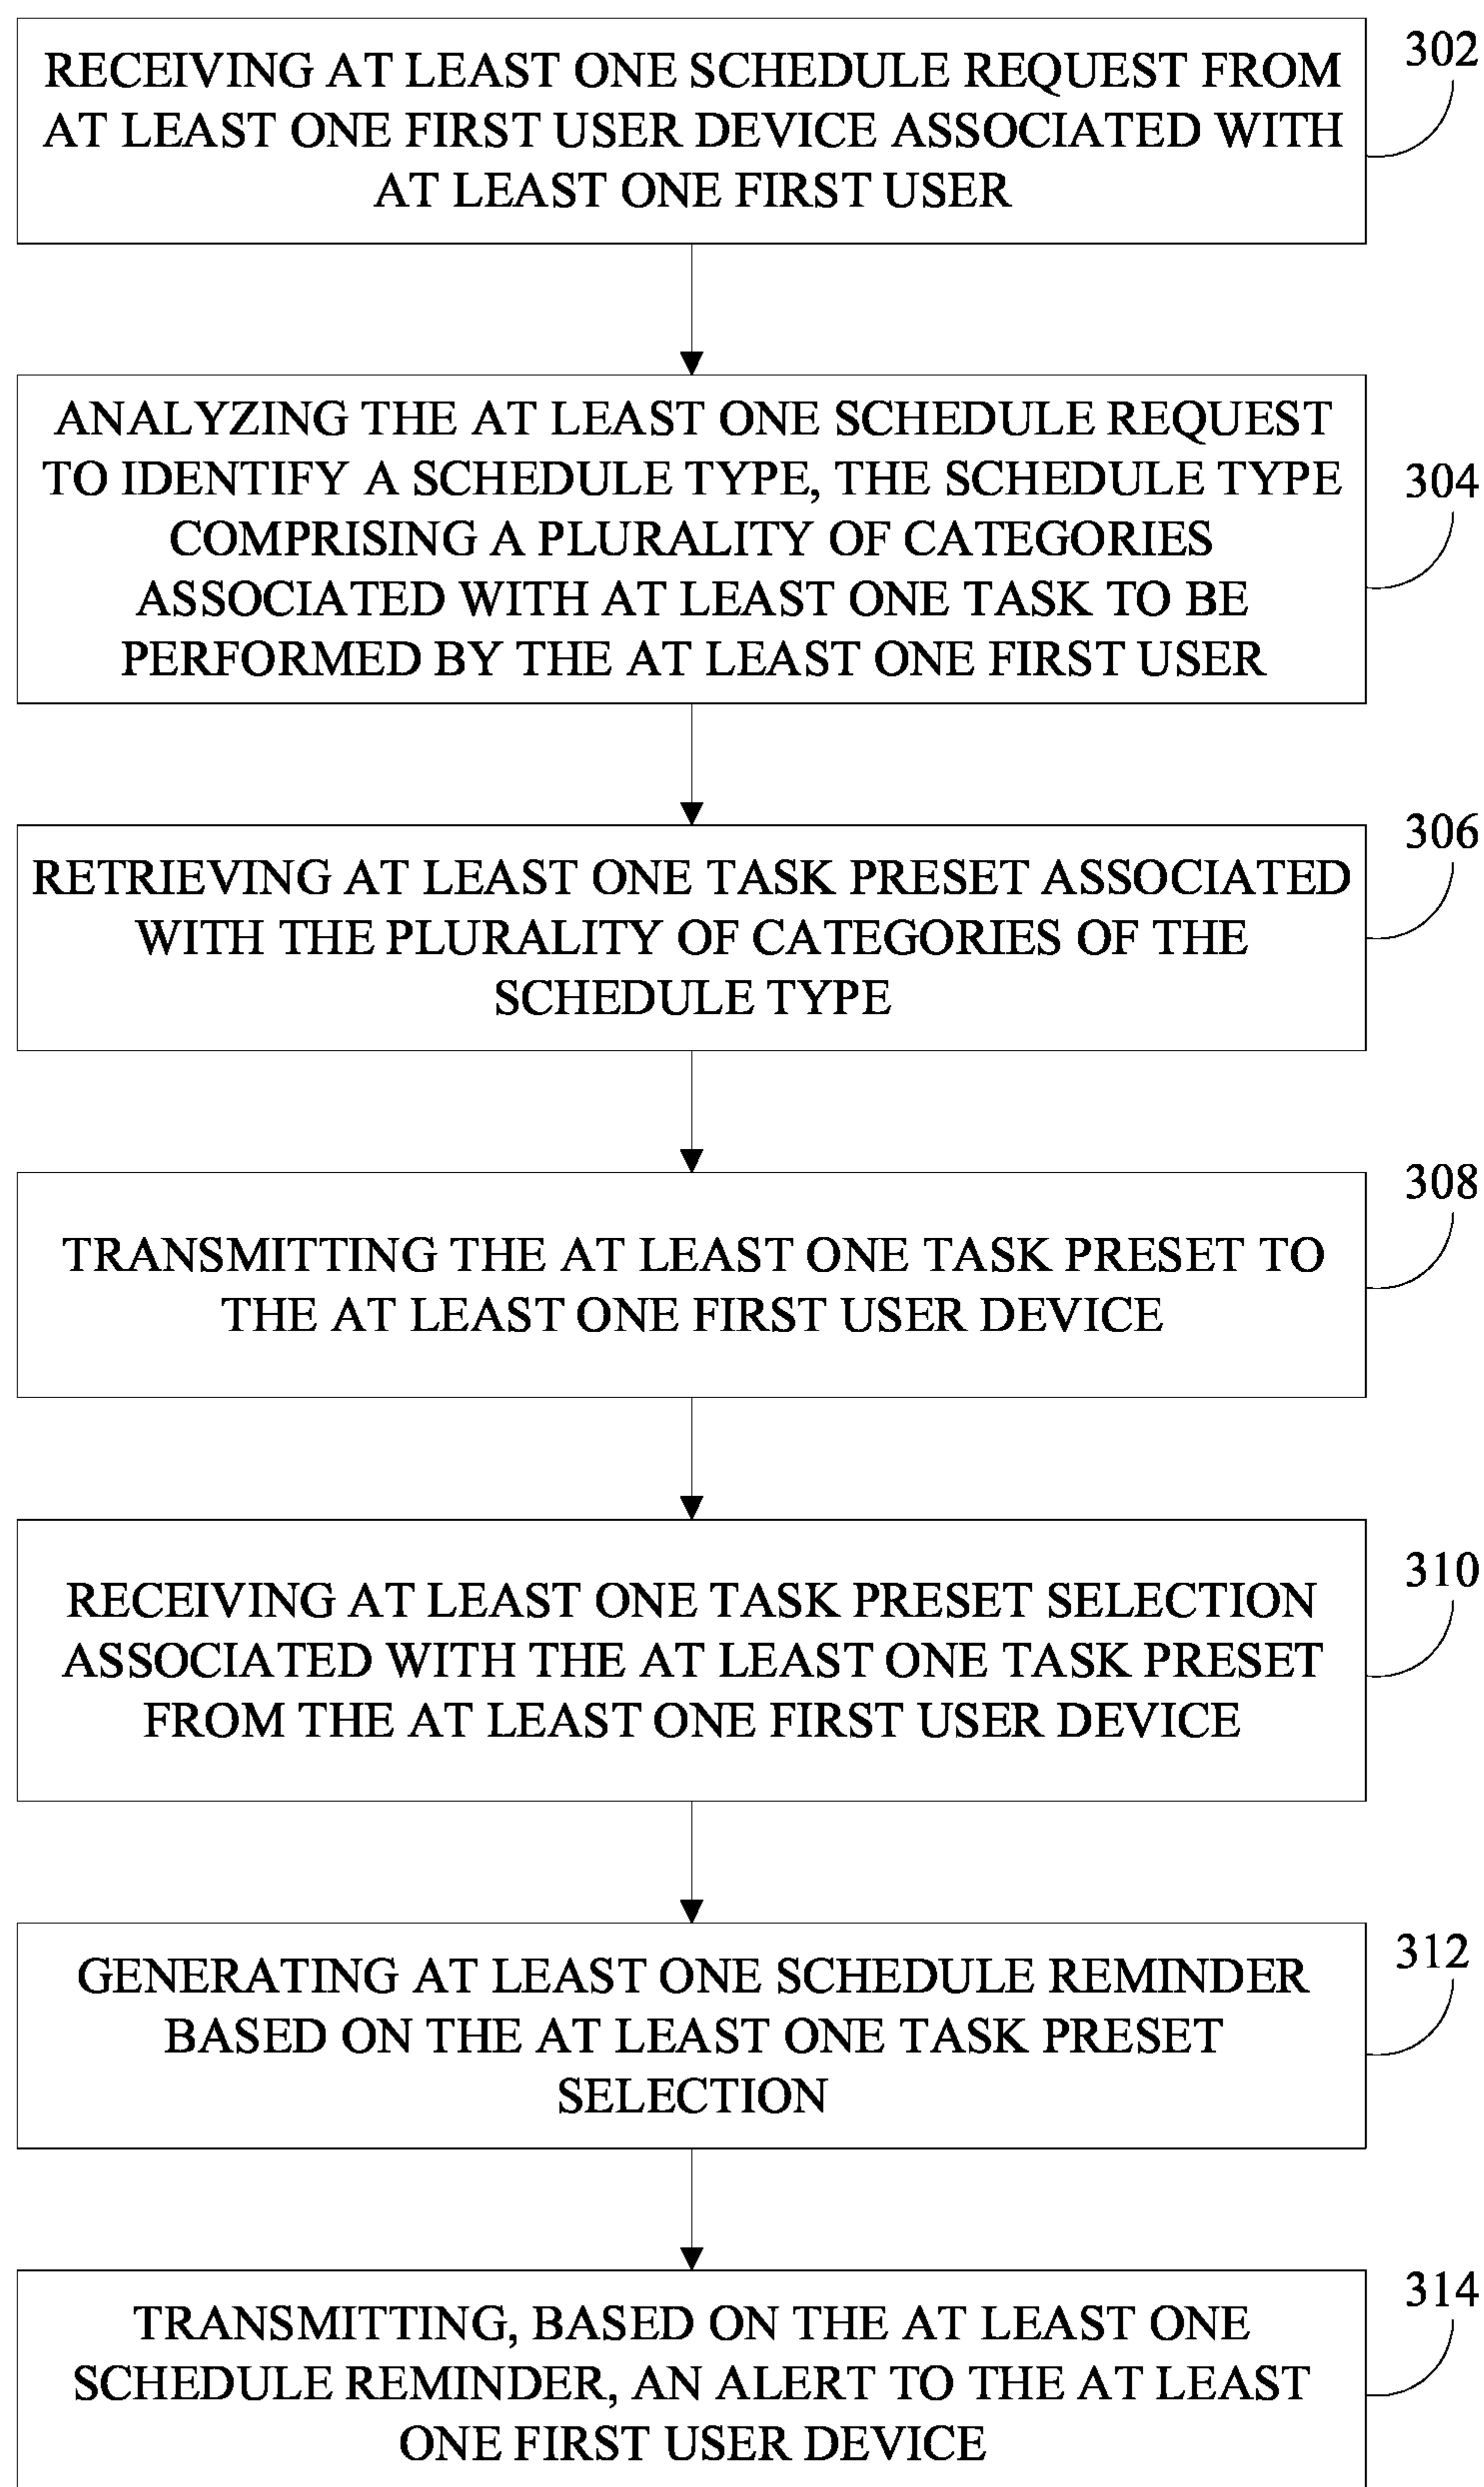 RECEIVING AT LEAST ONE SCHEDULE REQUEST FROM
AT LEAST ONE FIRST USER DEVICE ASSOCIATED WITH
AT LEAST ONE FIRST USER
302
ANALYZING THE AT LEAST ONE SCHEDULE REQUEST
TO IDENTIFY A SCHEDULE TYPE, THE SCHEDULE TYPE
COMPRISING A PLURALITY OF CATEGORIES
ASSOCIATED WITH AT LEAST ONE TASK TO BE
PERFORMED BY THE AT LEAST ONE FIRST USER
304
RETRIEVING AT LEAST ONE TASK PRESET ASSOCIATED
WITH THE PLURALITY OF CATEGORIES OF THE
SCHEDULE TYPE
306
TRANSMITTING THE AT LEAST ONE TASK PRESET TO
THE AT LEAST ONE FIRST USER DEVICE
308
RECEIVING AT LEAST ONE TASK PRESET SELECTION
ASSOCIATED WITH THE AT LEAST ONE TASK PRESET
FROM THE AT LEAST ONE FIRST USER DEVICE
310
GENERATING AT LEAST ONE SCHEDULE REMINDER
BASED ON THE AT LEAST ONE TASK PRESET
SELECTION
312
TRANSMITTING, BASED ON THE AT LEAST ONE
SCHEDULE REMINDER, AN ALERT TO THE AT LEAST
ONE FIRST USER DEVICE
314